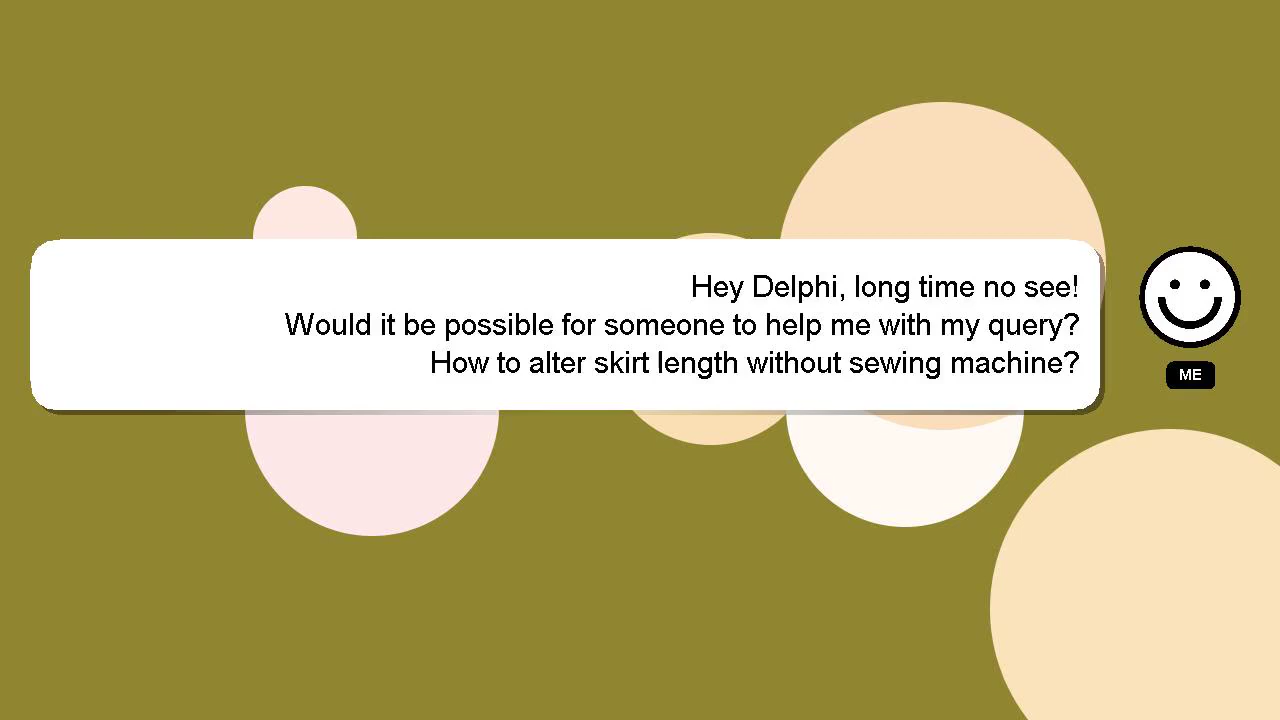 Hey Delphi, long time no see!
Would it be possible for someone to help me with my query?
How to alter skirt length without sewing machine?
ME